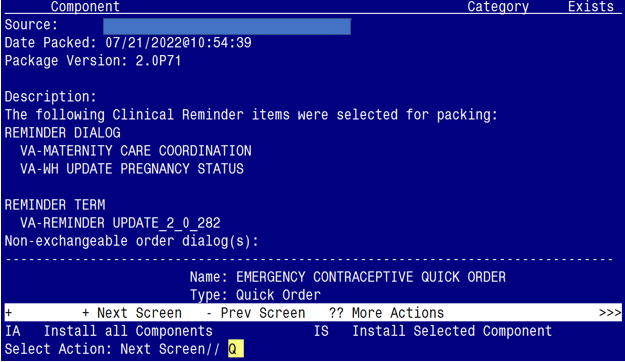 Component Category Exists
Source:
Date Packed: 07/21/2022@10:54:39
Package Version: 2.0P71
Description:
The following Clinical Reminder items were selected for packing:
REMINDER DIALOG
VA-MATERNITY CARE COORDINATION
VA-WH UPDATE PREGNANCY STATUS
REMINDER TERM
VA-REMINDER UPDATE_2_0_282
Non-exchangeable order dialog(s):
--------------------------------------------------------------------------------
Name: EMERGENCY CONTRACEPTIVE QUICK ORDER
Type: Quick Order
+ + Next Screen - Prev Screen ?? More Actions >>>
IA Install all Components IS Install Selected Component
Select Action: Next Screen// Q